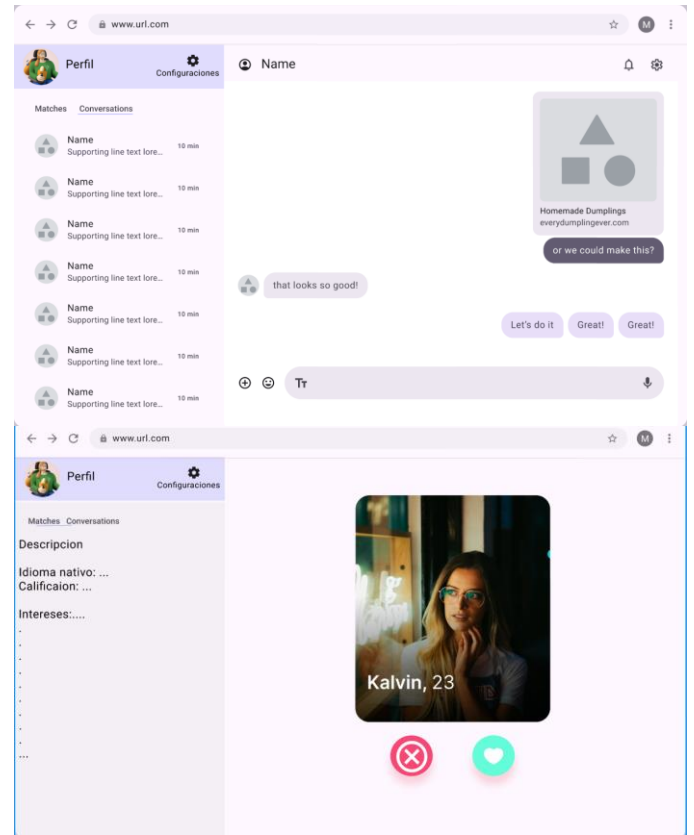 www.url.com
M
Perfil
Configuraciones
Name
Matches Conversations
Name
Supporting line text lore...
10 min
Name
Supporting line text lore...
10 min
Name
Supporting line text lore...
10 min
Name
Supporting line text lore...
10 min
Name
Supporting line text lore...
10 min
Name
Supporting line text lore...
10 min
Name
Supporting line text lore...
10 min
Homemade Dumplings
everydumplingever.com
or we could make this?
that looks so good!
Let's do it
Great!
Great!
Tт
www.url.com
M
Perfil
Configuraciones
Matches Conversations
Descripcion
Idioma nativo: ...
Calificaion: ...
Intereses:....
.
.
.
.
.
.
.
.
.
...
Kalvin, 23